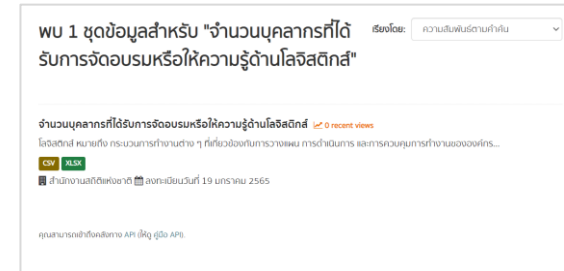 พบ 1 ชุดข้อมูลสำหรับ "จำนวนบุคลากรที่ได้
รับการจัดอบรมหรือให้ความรู้ด้านโลจิสติกส์"
เรียงโดย: ความสัมพันธ์ตามคำค้น
จำนวนบุคลากรที่ได้รับการจัดอบรมหรือให้ความรู้ด้านโลจิสติกส์ 0 recent views
โลจิสติกส์ หมายถึง กระบวนการทำงานต่าง ๆ ที่เกี่ยวข้องกับการวางแผน การดำเนินการ และการควบคุมการทำงานขององค์กร...
CSV XLSX
สำนักงานสถิติแห่งชาติ ลงทะเบียนวันที่ 19 มกราคม 2565
คุณสามารถเข้าถึงคลังทาง API (ให้ดู คู่มือ API).